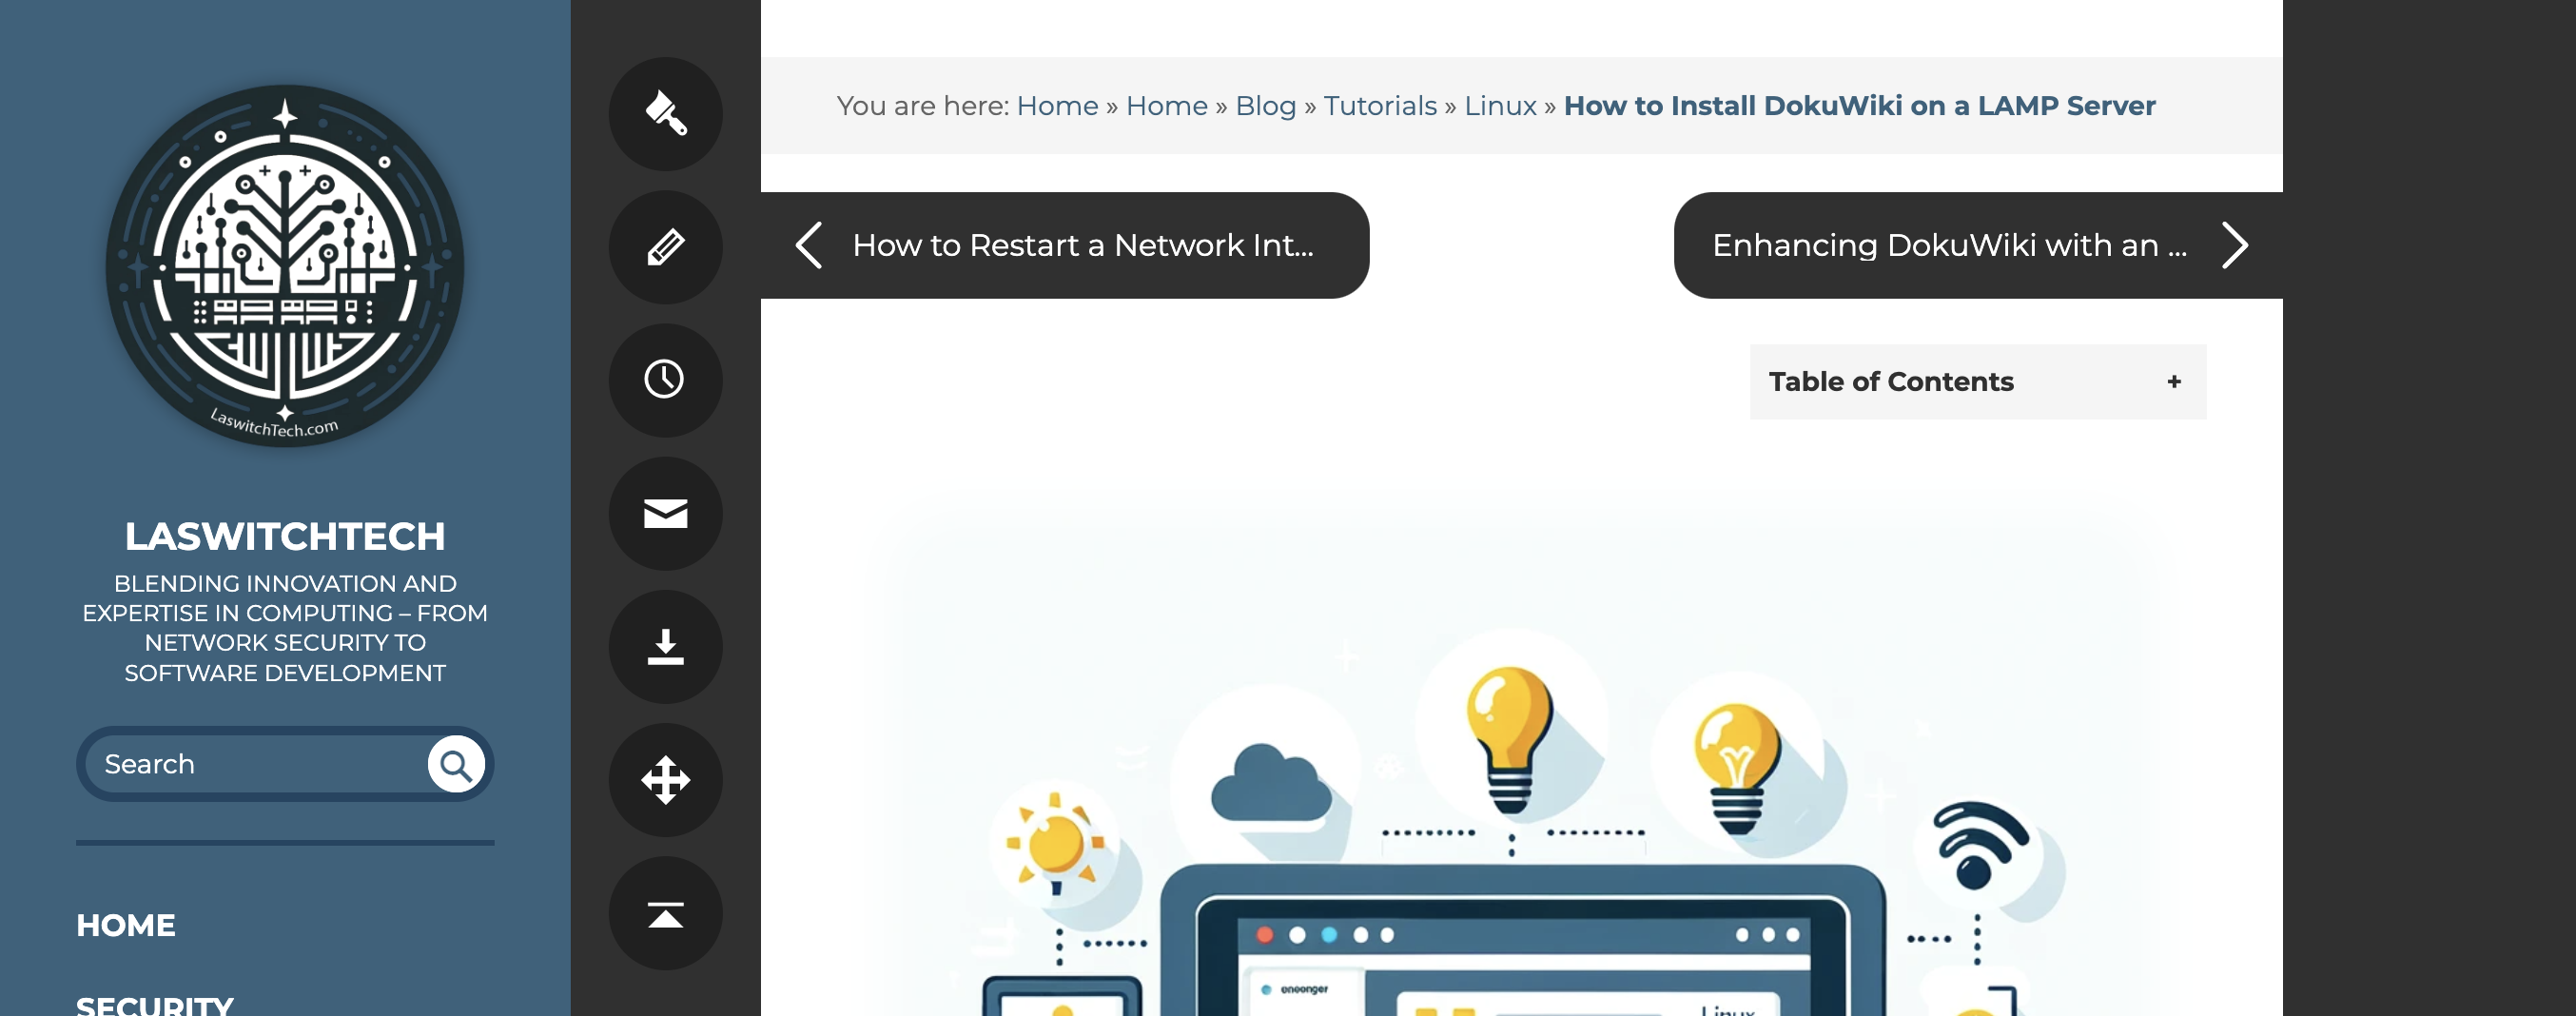 LaswitchTech.com
LASWITCHTECH
BLENDING INNOVATION AND
EXPERTISE IN COMPUTING – FROM
NETWORK SECURITY TO
SOFTWARE DEVELOPMENT
Search
HOME
SECURITY
You are here: Home » Home » Blog » Tutorials » Linux » How to Install DokuWiki on a LAMP Server
How to Restart a Network Int...
Enhancing DokuWiki with an ...
Table of Contents +
oneonger
Linux